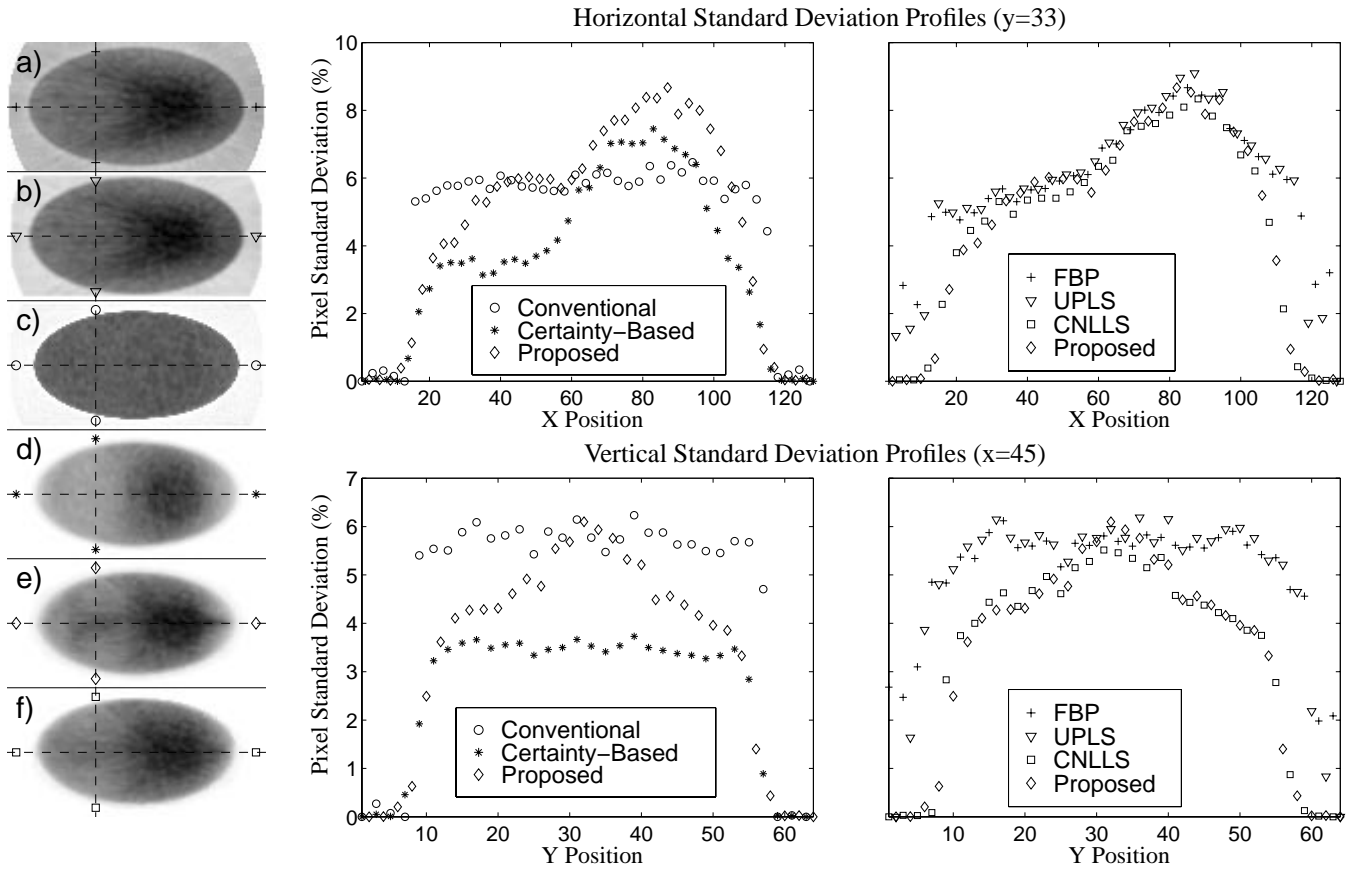 Horizontal Standard Deviation Profiles (y=33)
a)
b)
c)
d)
e)
f)
Pixel Standard Deviation (%)
10
8
6
4
2
0
Conventional
Certainty-Based
Proposed
20 40 60 80 100 120
X Position
FBP
UPLS
CNLLS
Proposed
20 40 60 80 100 120
X Position
Vertical Standard Deviation Profiles (x=45)
Pixel Standard Deviation (%)
7
6
5
4
3
2
1
0
Conventional
Certainty-Based
Proposed
10 20 30 40 50 60
Y Position
FBP
UPLS
CNLLS
Proposed
10 20 30 40 50 60
Y Position